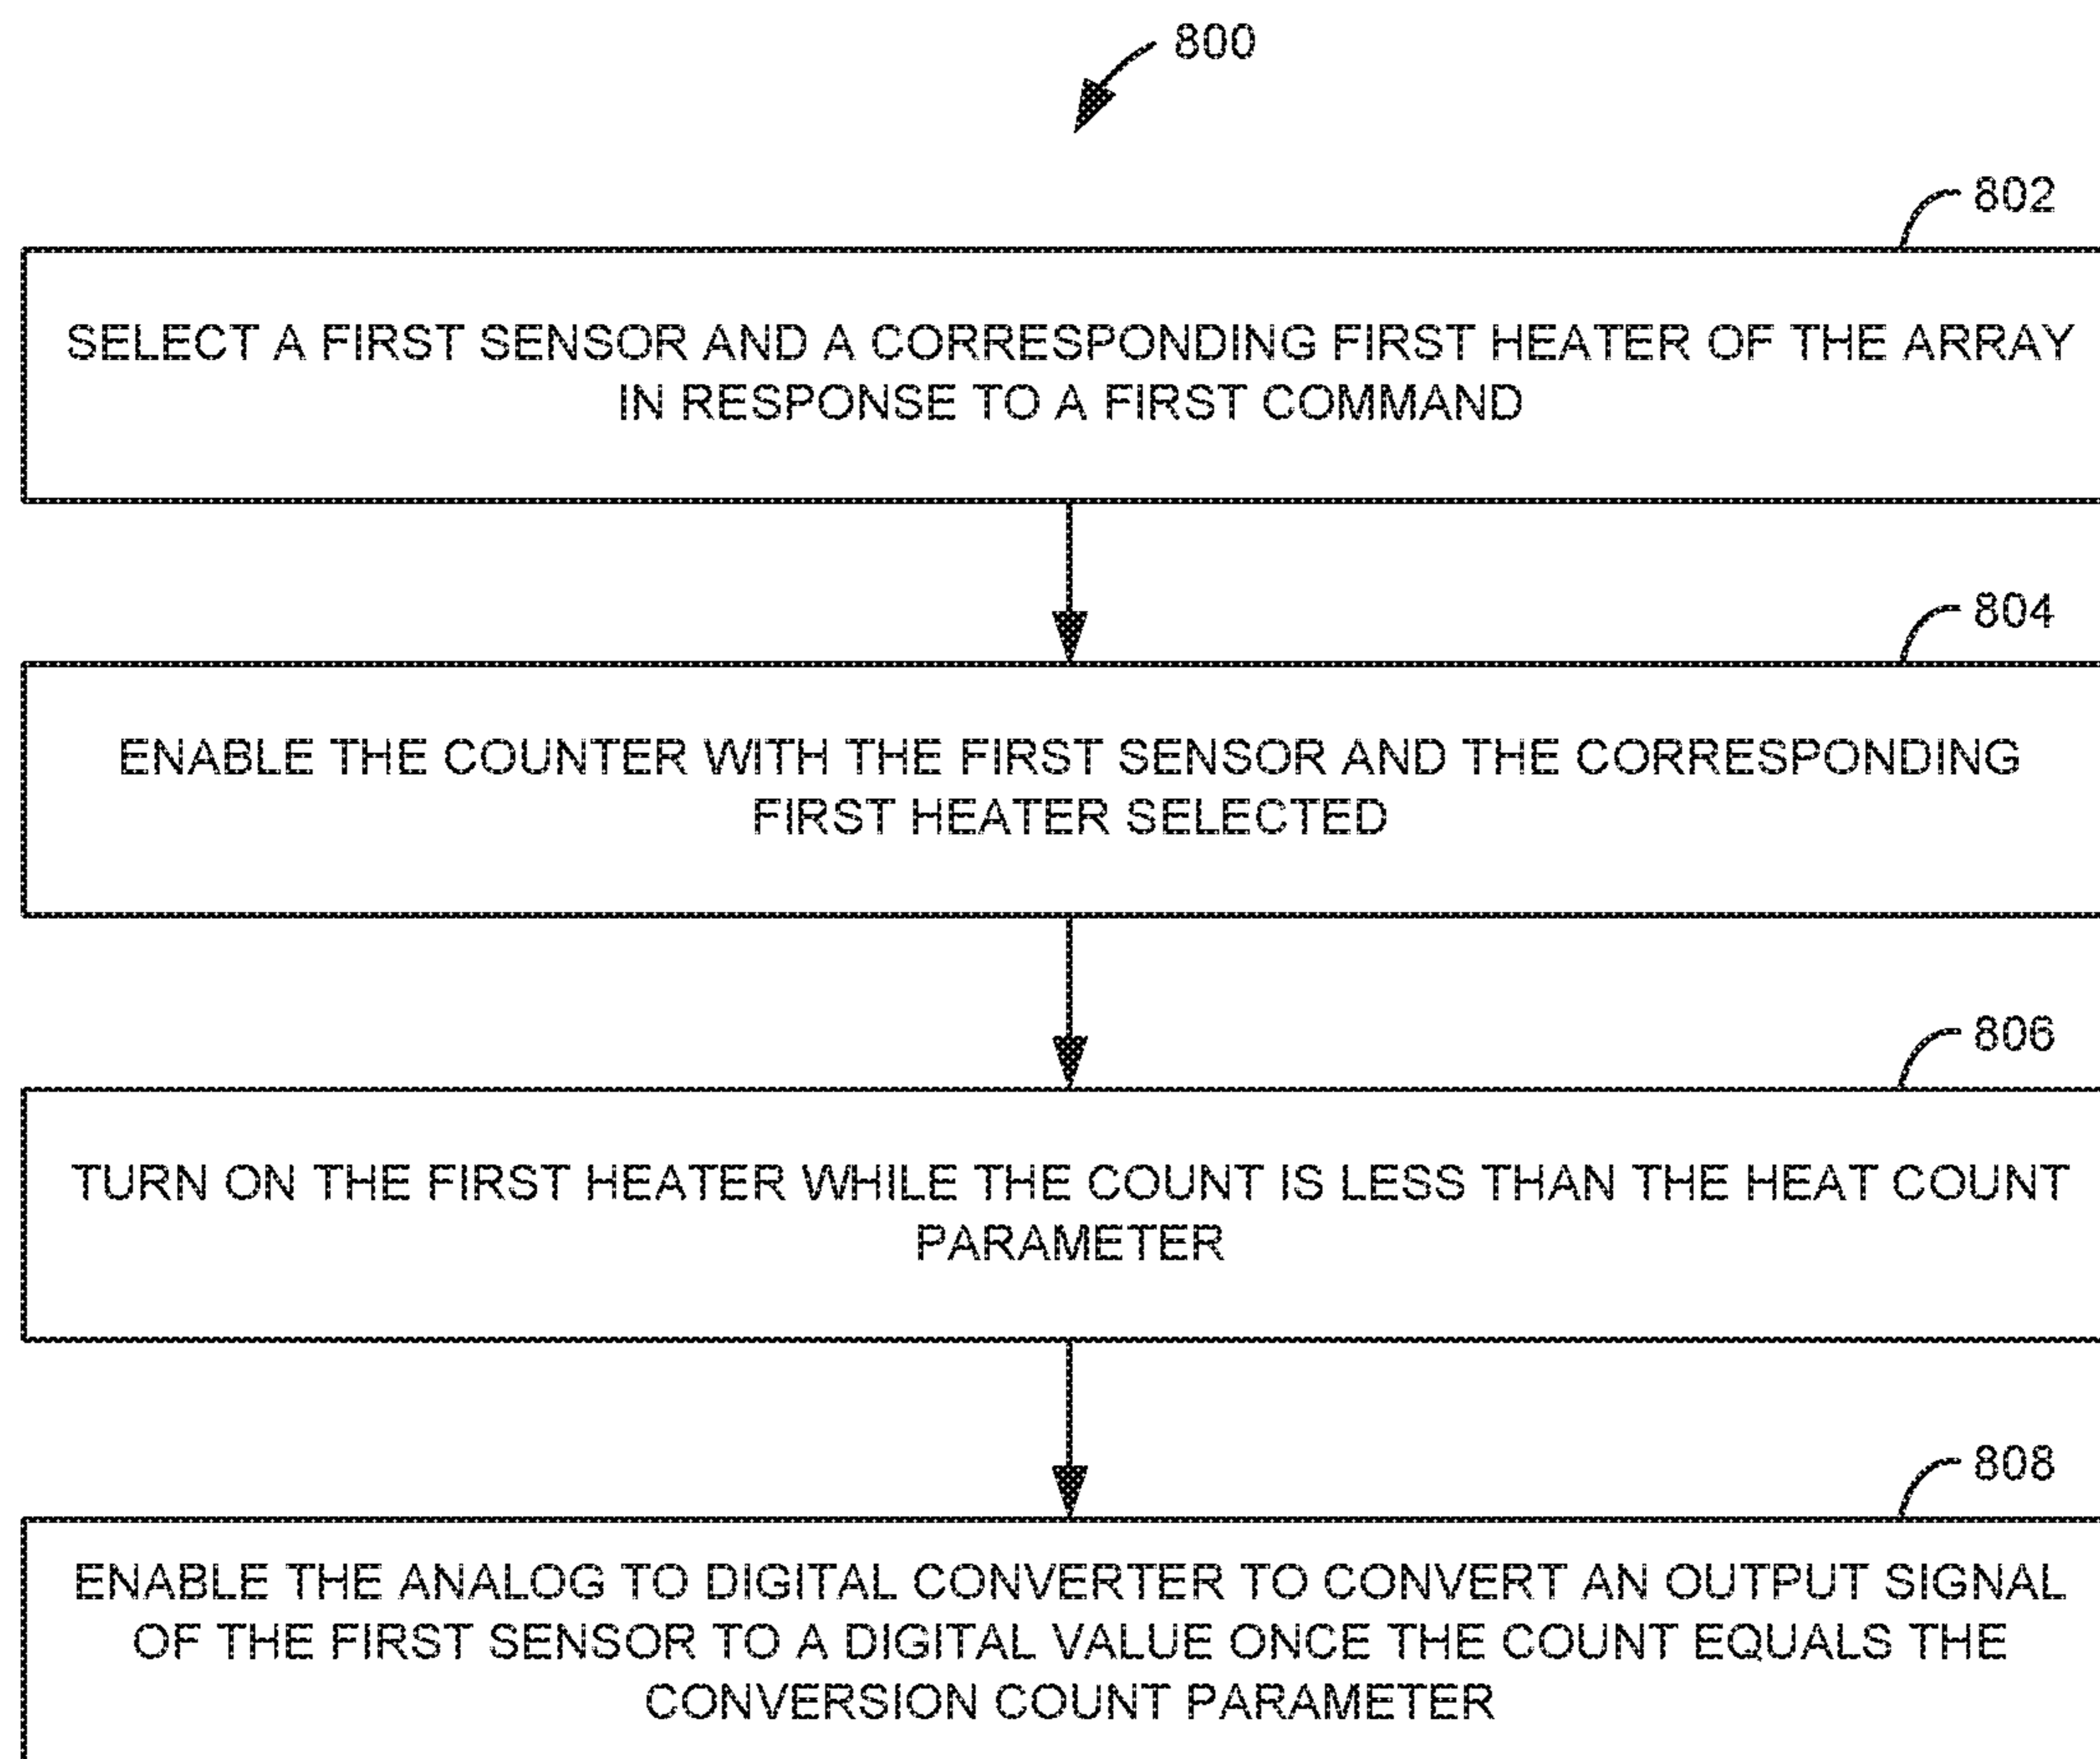 800
802
SELECT A FIRST SENSOR AND A CORRESPONDING FIRST HEATER OF THE ARRAY
IN RESPONSE TO A FIRST COMMAND
804
ENABLE THE COUNTER WITH THE FIRST SENSOR AND THE CORRESPONDING
FIRST HEATER SELECTED
806
TURN ON THE FIRST HEATER WHILE THE COUNT IS LESS THAN THE HEAT COUNT
PARAMETER
808
ENABLE THE ANALOG TO DIGITAL CONVERTER TO CONVERT AN OUTPUT SIGNAL
OF THE FIRST SENSOR TO A DIGITAL VALUE ONCE THE COUNT EQUALS THE
CONVERSION COUNT PARAMETER